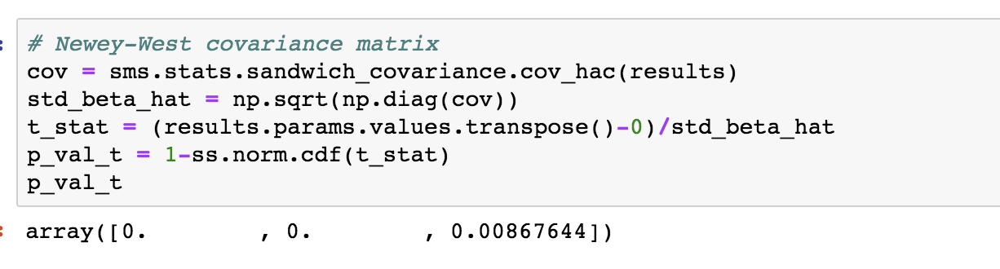 # Newey-West covariance matrix
cov = sms.stats.sandwich_covariance.cov_hac(results)
std_beta_hat = np.sqrt(np.diag(cov))
t_stat = (results.params.values.transpose()-0)/std_beta_hat
p_val_t = 1-ss.norm.cdf(t_stat)
p_val_t
array([0.        , 0.        , 0.00867644])